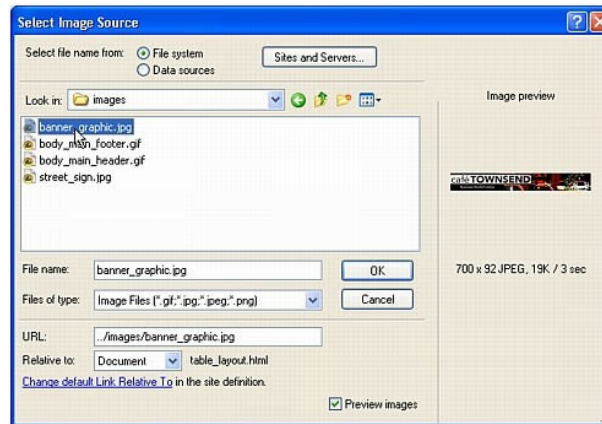 Select Image Source
Select file name from: File system Sites and Servers...
Data sources
Look in: images
Image preview
banner_graphic.jpg
body_main_footer.gif
body_main_header.gif
street_sign.jpg
café TOWNSEND
File name: banner_graphic.jpg OK
700 x 92 JPEG, 19K / 3 sec
Files of type: Image Files (*.gif;*.jpg;*.jpeg;*.png) Cancel
URL: ../images/banner_graphic.jpg
Relative to: Document table_layout.html
Change default Link Relative To in the site definition.
Preview images